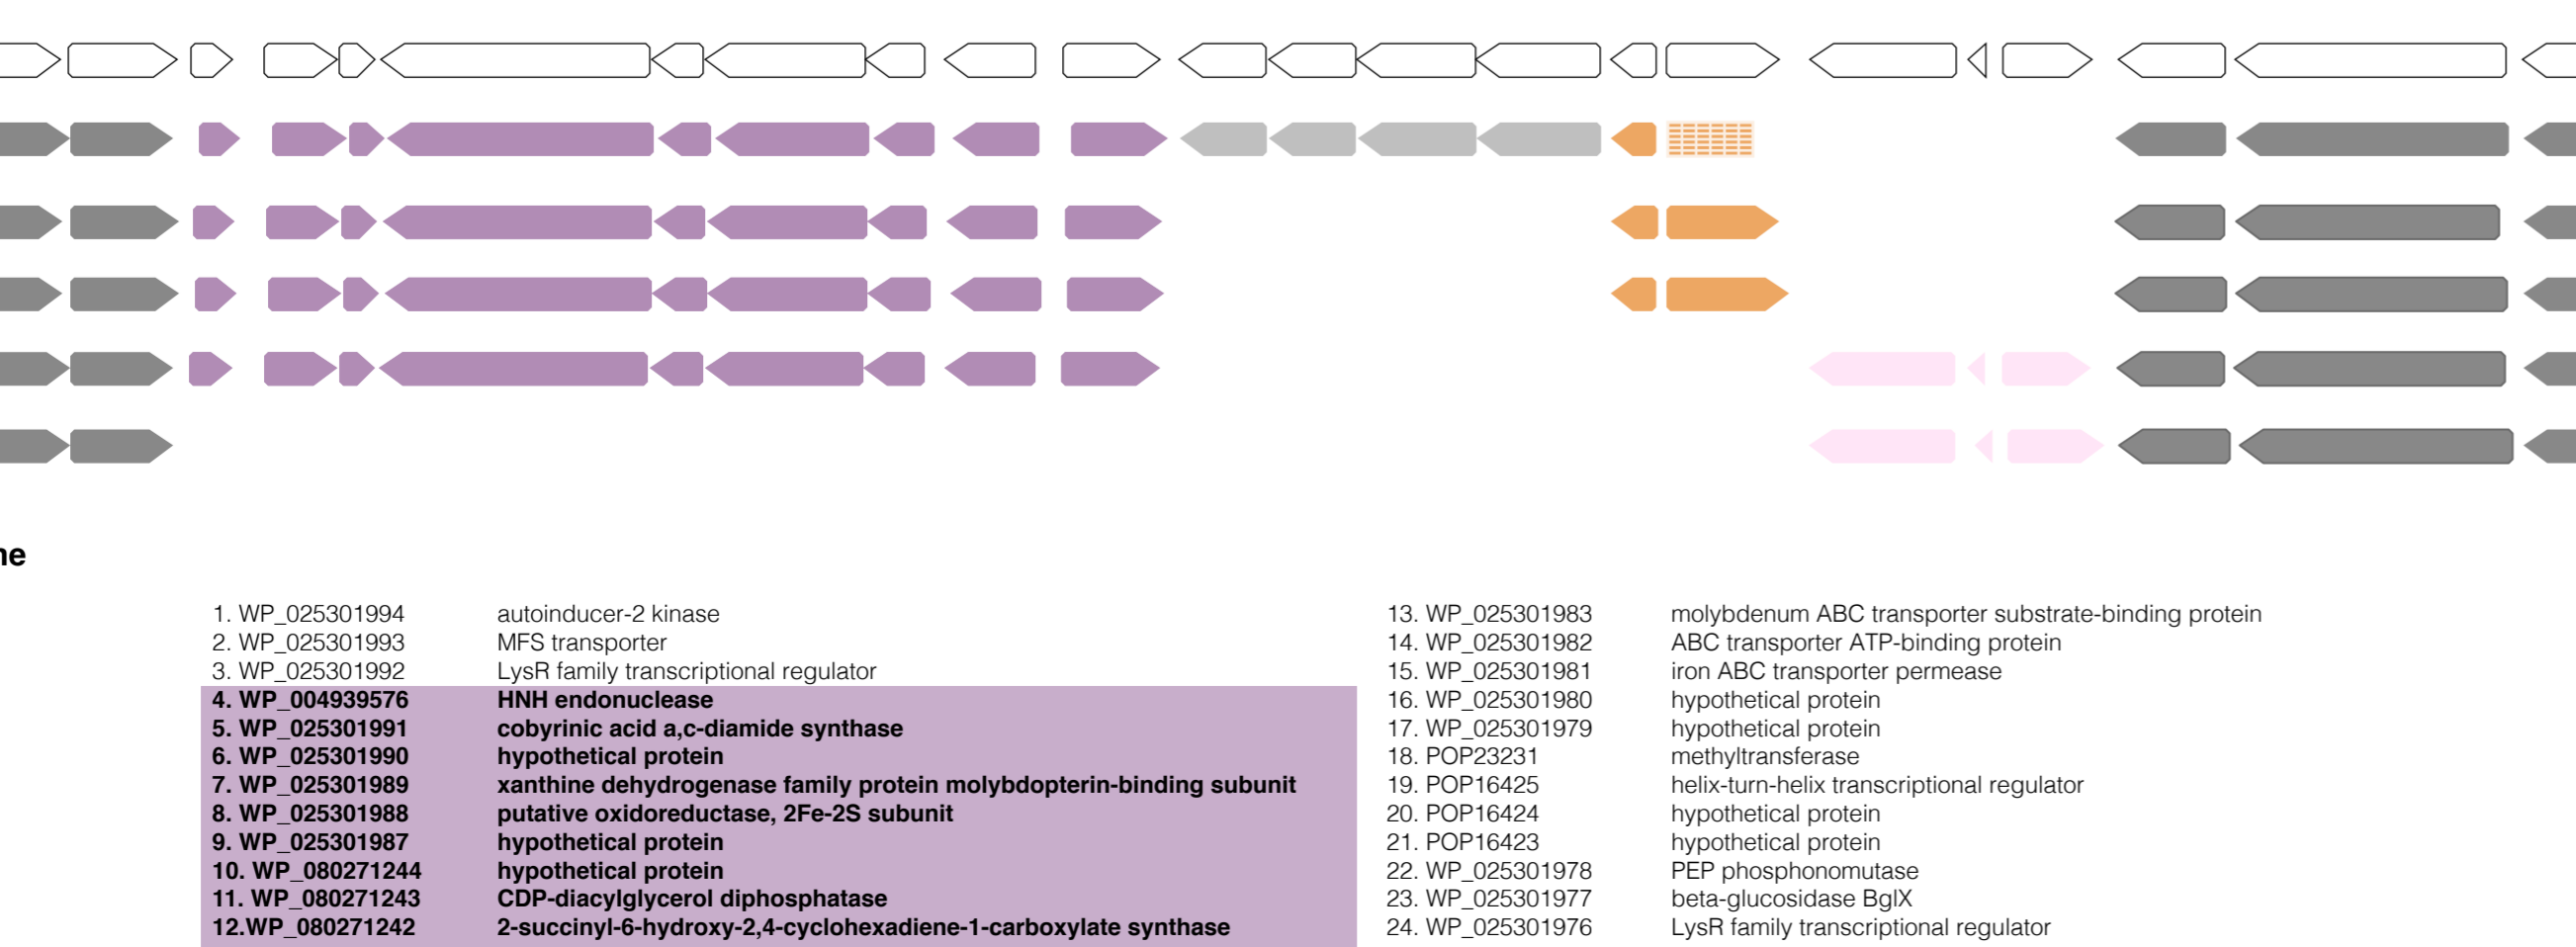 ne
1. WP_025301994 autoinducer-2 kinase
2. WP_025301993 MFS transporter
3. WP_025301992 LysR family transcriptional regulator
4. WP_004939576 HNH endonuclease
5. WP_025301991 cobyrinic acid a,c-diamide synthase
6. WP_025301990 hypothetical protein
7. WP_025301989 xanthine dehydrogenase family protein molybdopterin-binding subunit
8. WP_025301988 putative oxidoreductase, 2Fe-2S subunit
9. WP_025301987 hypothetical protein
10. WP_080271244 hypothetical protein
11. WP_080271243 CDP-diacylglycerol diphosphatase
12.WP_080271242 2-succinyl-6-hydroxy-2,4-cyclohexadiene-1-carboxylate synthase
13. WP_025301983 molybdenum ABC transporter substrate-binding protein
14. WP_025301982 ABC transporter ATP-binding protein
15. WP_025301981 iron ABC transporter permease
16. WP_025301980 hypothetical protein
17. WP_025301979 hypothetical protein
18. POP23231 methyltransferase
19. POP16425 helix-turn-helix transcriptional regulator
20. POP16424 hypothetical protein
21. POP16423 hypothetical protein
22. WP_025301978 PEP phosphonomutase
23. WP_025301977 beta-glucosidase BglX
24. WP_025301976 LysR family transcriptional regulator